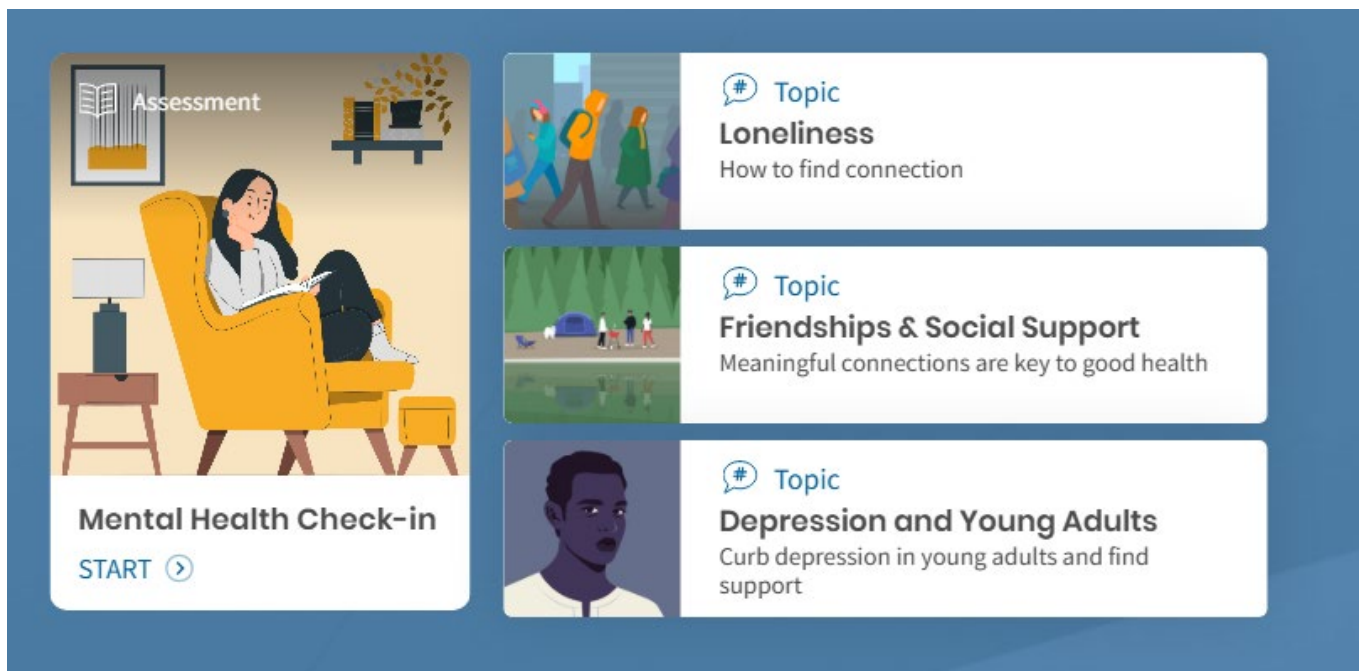 Assessment
Mental Health Check-in
START
# Topic
Loneliness
How to find connection
# Topic
Friendships & Social Support
Meaningful connections are key to good health
# Topic
Depression and Young Adults
Curb depression in young adults and find
support